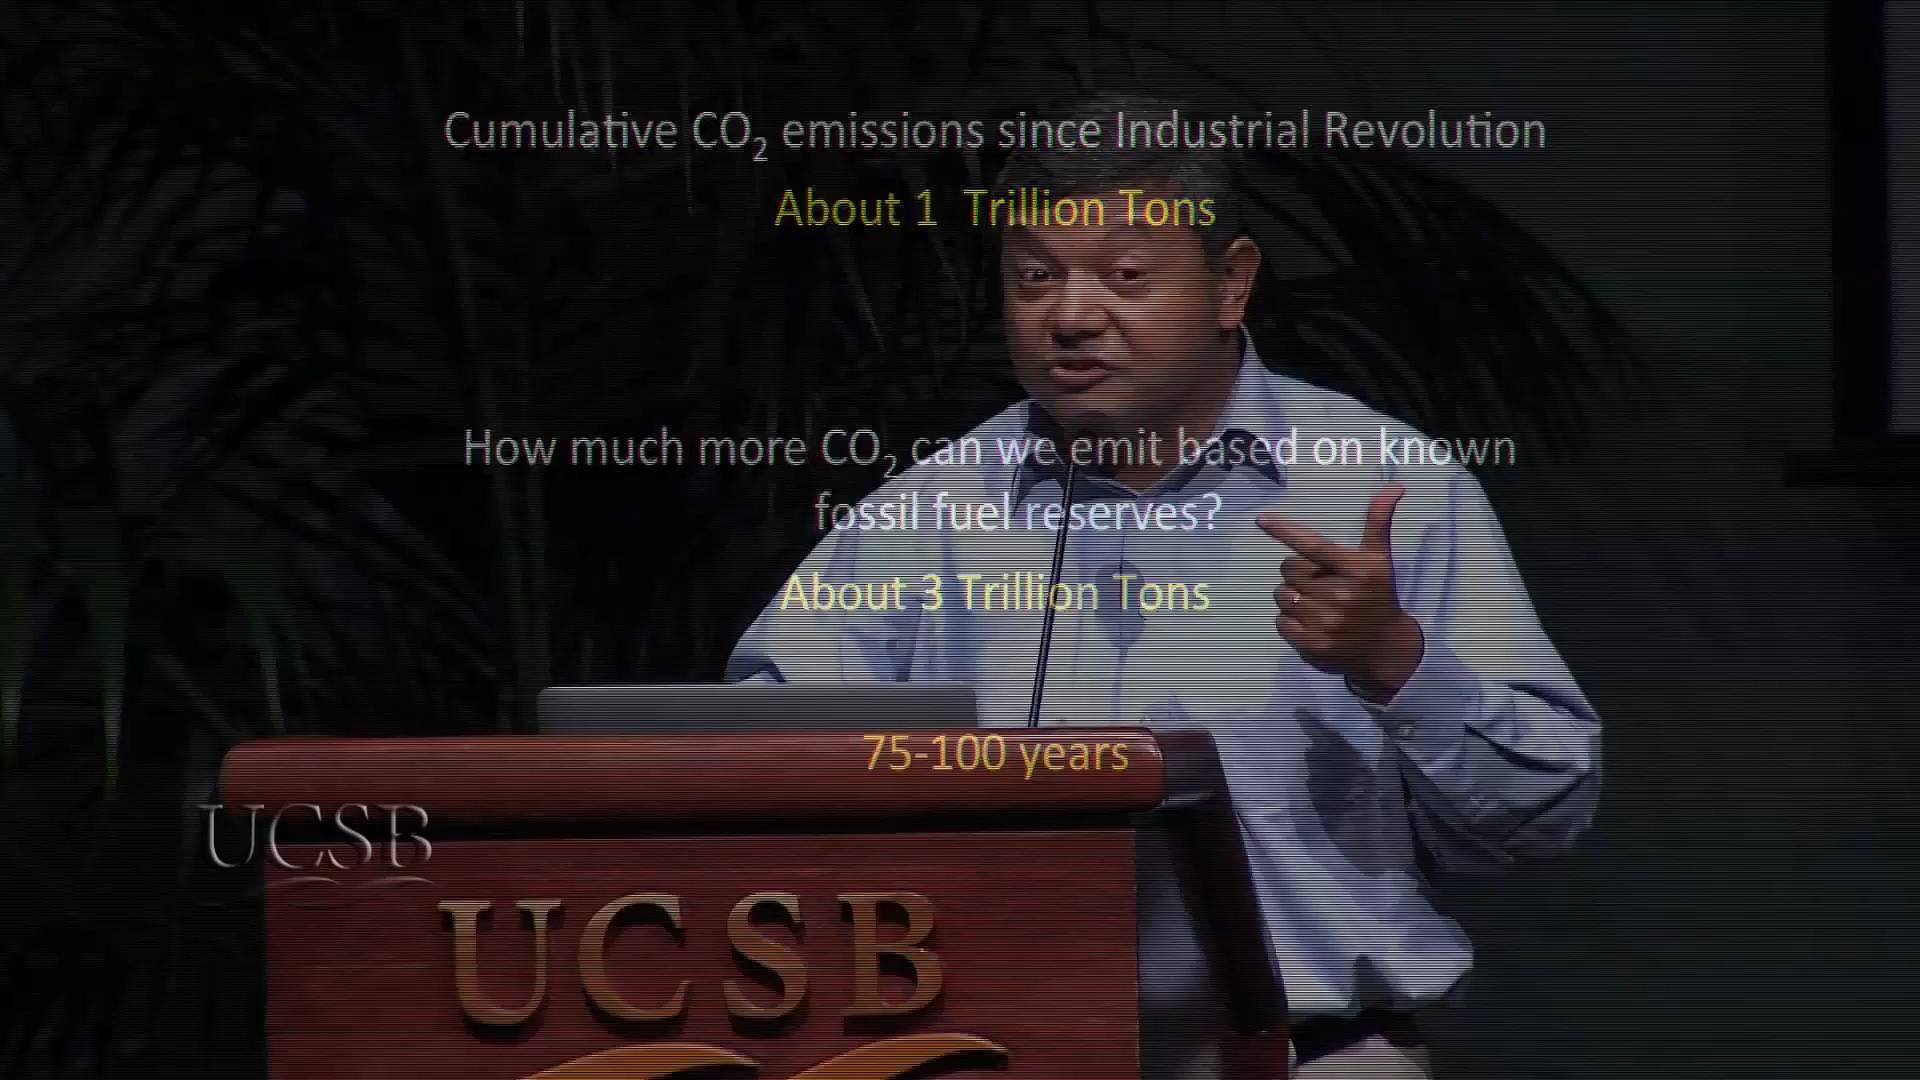 Cumulative CO₂ emissions since Industrial Revolution
About 1 Trillion Tons
How much more CO₂ can we emit based on known
fossil fuel reserves?
About 3 Trillion Tons
75-100 years
UCSB
UCSB